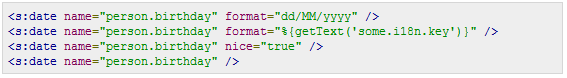 <s:date name="person.birthday" format="dd/MM/yyyy" />
<s:date name="person.birthday" format="%{getText('some.i18n.key')}" />
<s:date name="person.birthday" nice="true" />
<s:date name="person.birthday" />